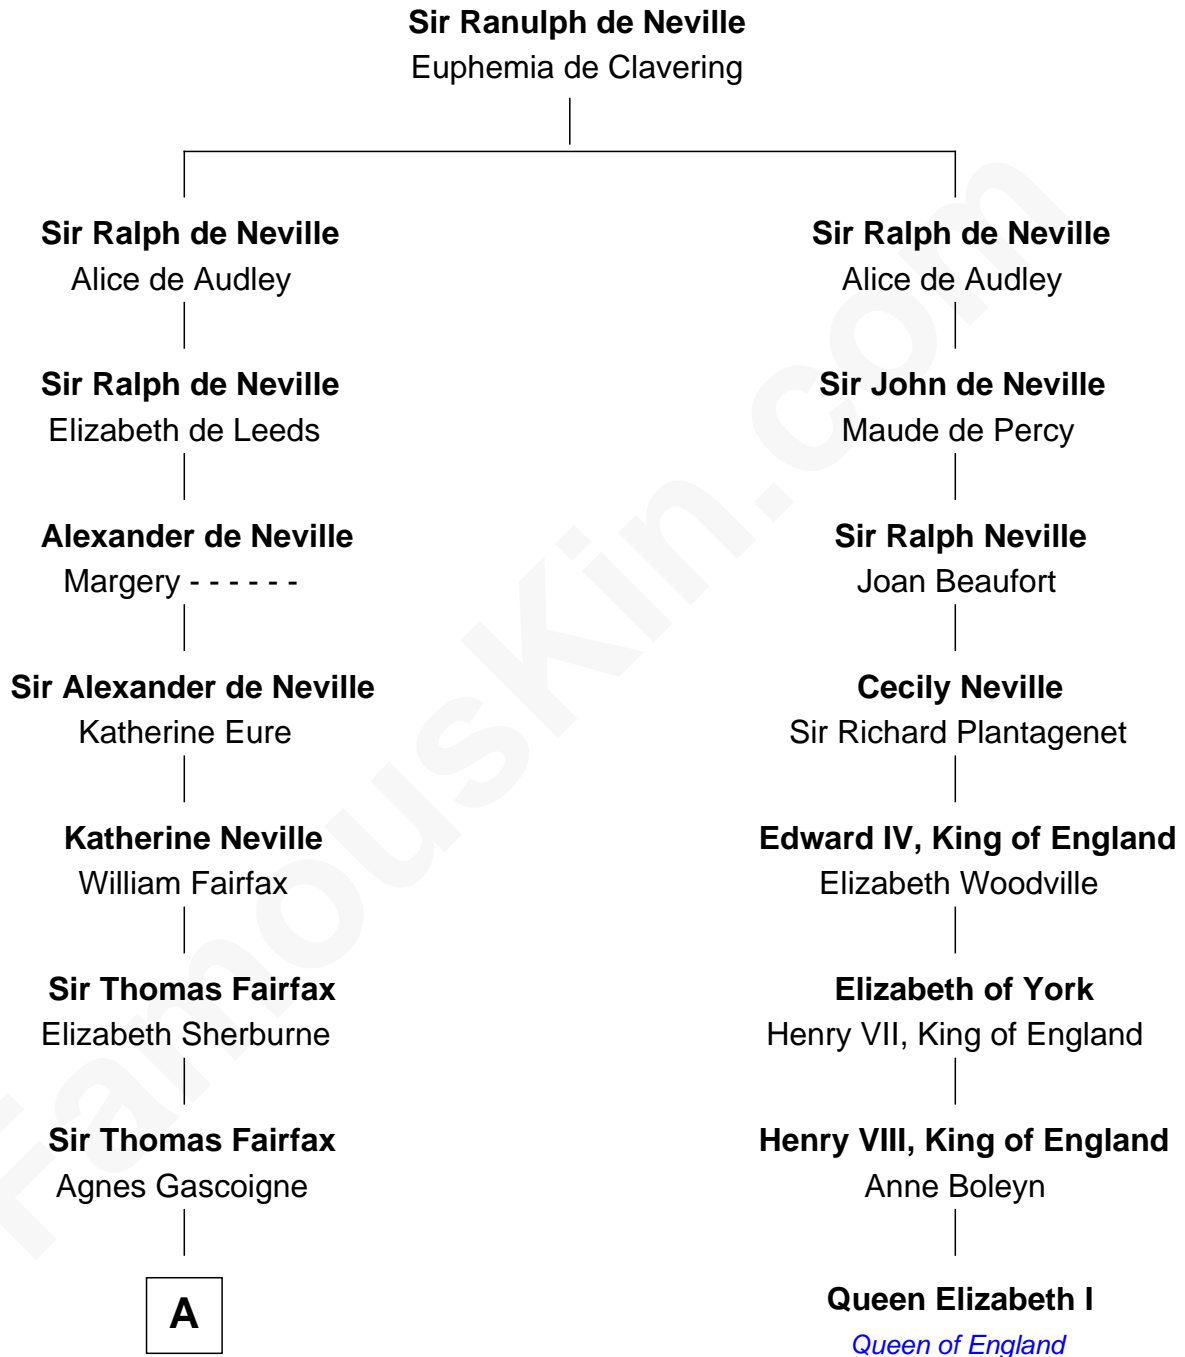 Sir Ranulph de Neville
Euphemia de Clavering
Sir Ralph de Neville
Alice de Audley
Sir Ralph de Neville
Elizabeth de Leeds
Alexander de Neville
Margery - - - - - -
Sir Alexander de Neville
Katherine Eure
Katherine Neville
William Fairfax
Sir Thomas Fairfax
Elizabeth Sherburne
Sir Thomas Fairfax
Agnes Gascoigne
A
Sir Ralph de Neville
Alice de Audley
Sir John de Neville
Maude de Percy
Sir Ralph Neville
Joan Beaufort
Cecily Neville
Sir Richard Plantagenet
Edward IV, King of England
Elizabeth Woodville
Elizabeth of York
Henry VII, King of England
Henry VIII, King of England
Anne Boleyn
Queen Elizabeth I
Queen of England
FamousKin.com